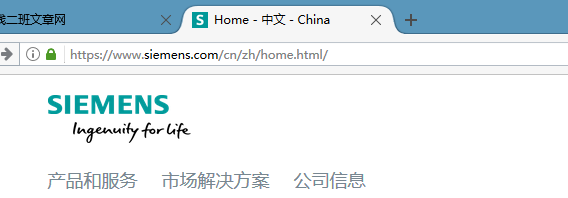 线二班文章网 Home - 中文 - China
https://www.siemens.com/cn/zh/home.html/
SIEMENS
Ingenuity for life
产品和服务 市场解决方案 公司信息